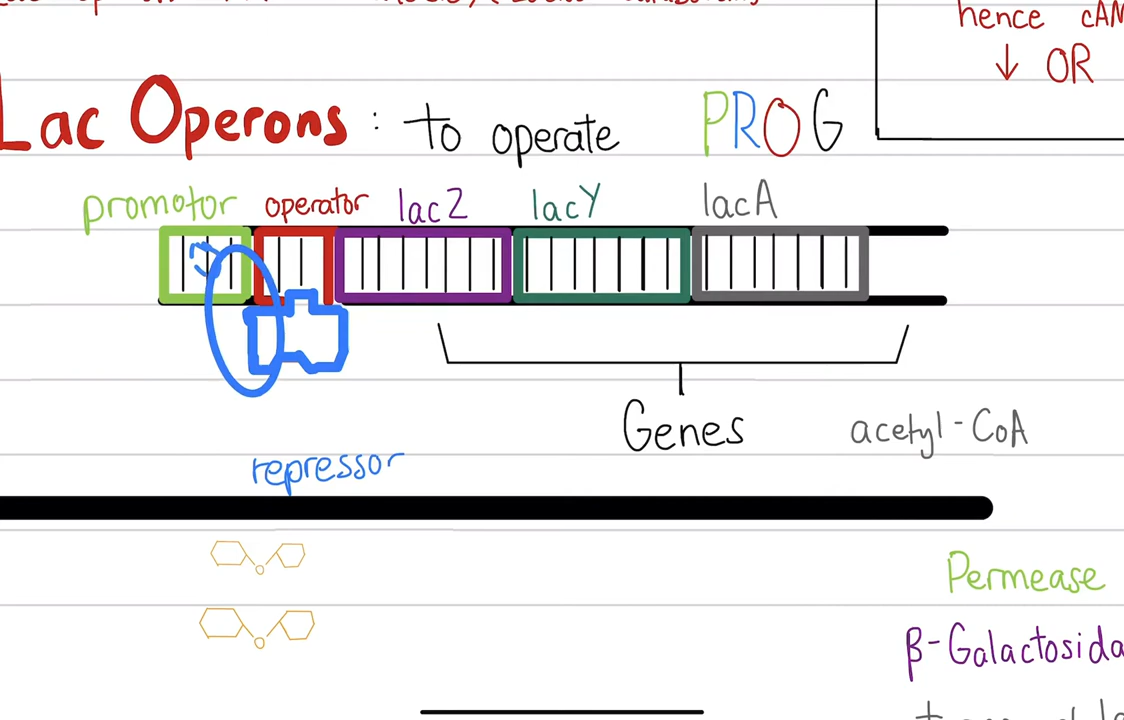 hence cAM
↓ OR
Lac Operons : to operate PROG
promotor operator lacZ lacY lacA
Genes
acetyl-CoA
repressor
Permease
β-Galactosida